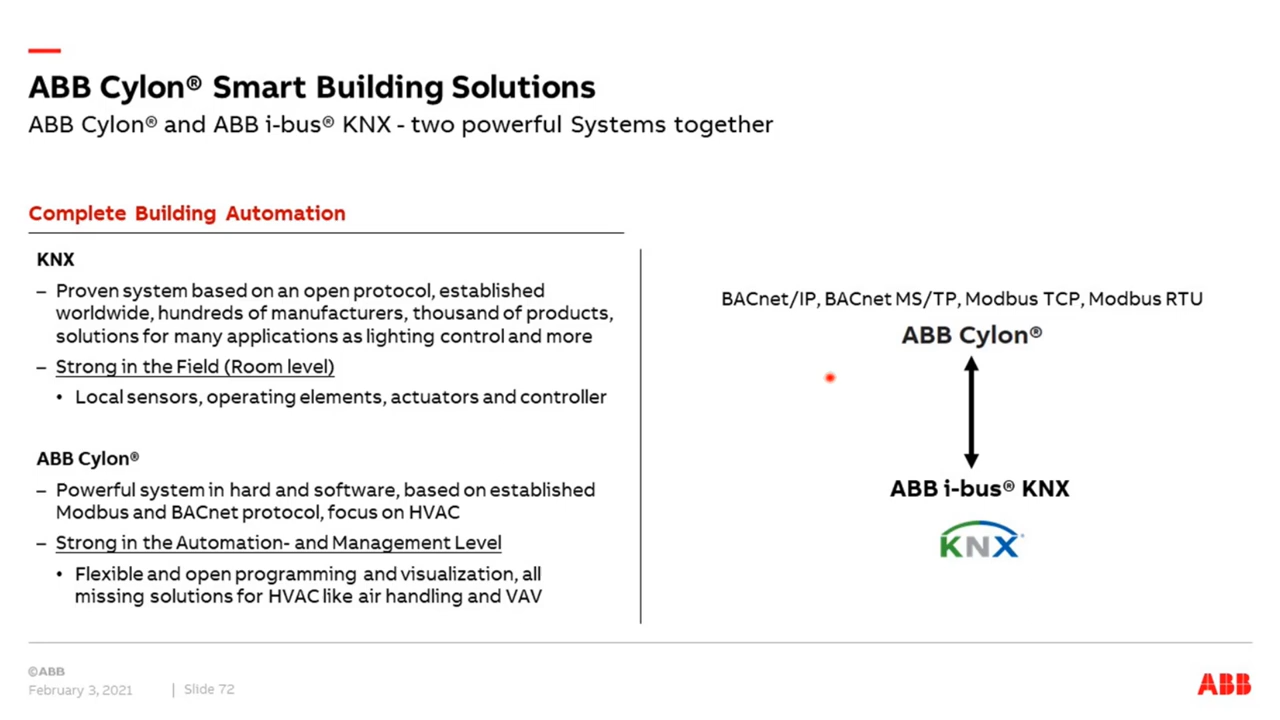 ABB Cylon® Smart Building Solutions
ABB Cylon® and ABB i-bus® KNX - two powerful Systems together
Complete Building Automation
KNX
– Proven system based on an open protocol, established
worldwide, hundreds of manufacturers, thousand of products,
solutions for many applications as lighting control and more
– Strong in the Field (Room level)
• Local sensors, operating elements, actuators and controller
ABB Cylon®
– Powerful system in hard and software, based on established
Modbus and BACnet protocol, focus on HVAC
– Strong in the Automation- and Management Level
• Flexible and open programming and visualization, all
missing solutions for HVAC like air handling and VAV
BACnet/IP, BACnet MS/TP, Modbus TCP, Modbus RTU
ABB Cylon®
ABB i-bus® KNX
KNX®
©ABB
February 3, 2021 | Slide 72
ABB